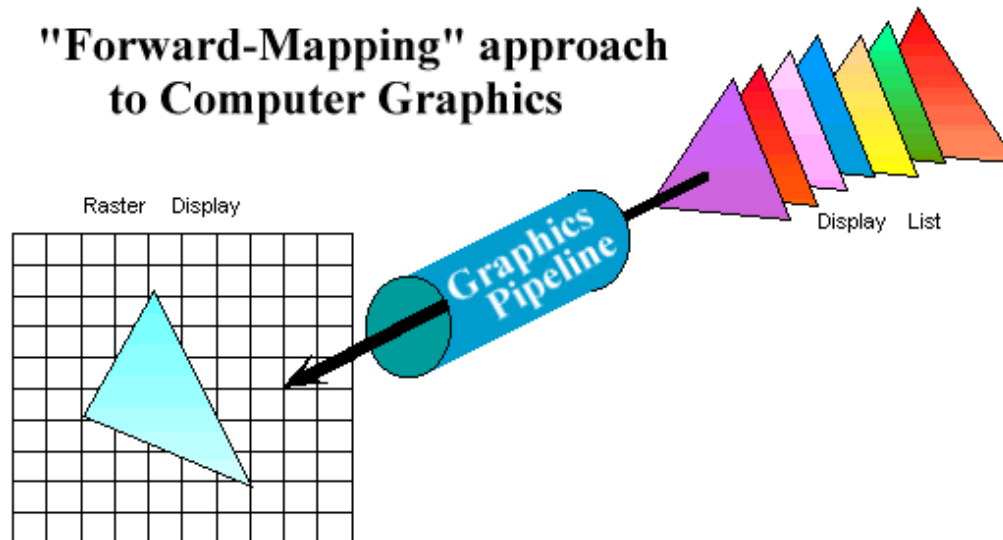 "Forward-Mapping" approach
to Computer Graphics
Raster Display
Graphics
Pipeline
Display List